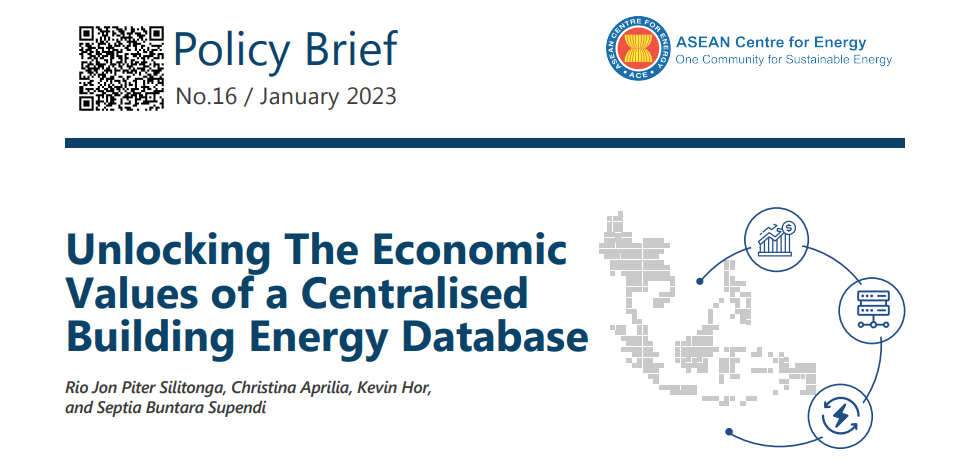 Policy Brief
No.16 / January 2023
ASEAN CENTRE FOR ENERGY
• ACE •
ASEAN Centre for Energy
One Community for Sustainable Energy
Unlocking The Economic
Values of a Centralised
Building Energy Database
Rio Jon Piter Silitonga, Christina Aprilia, Kevin Hor,
and Septia Buntara Supendi
$